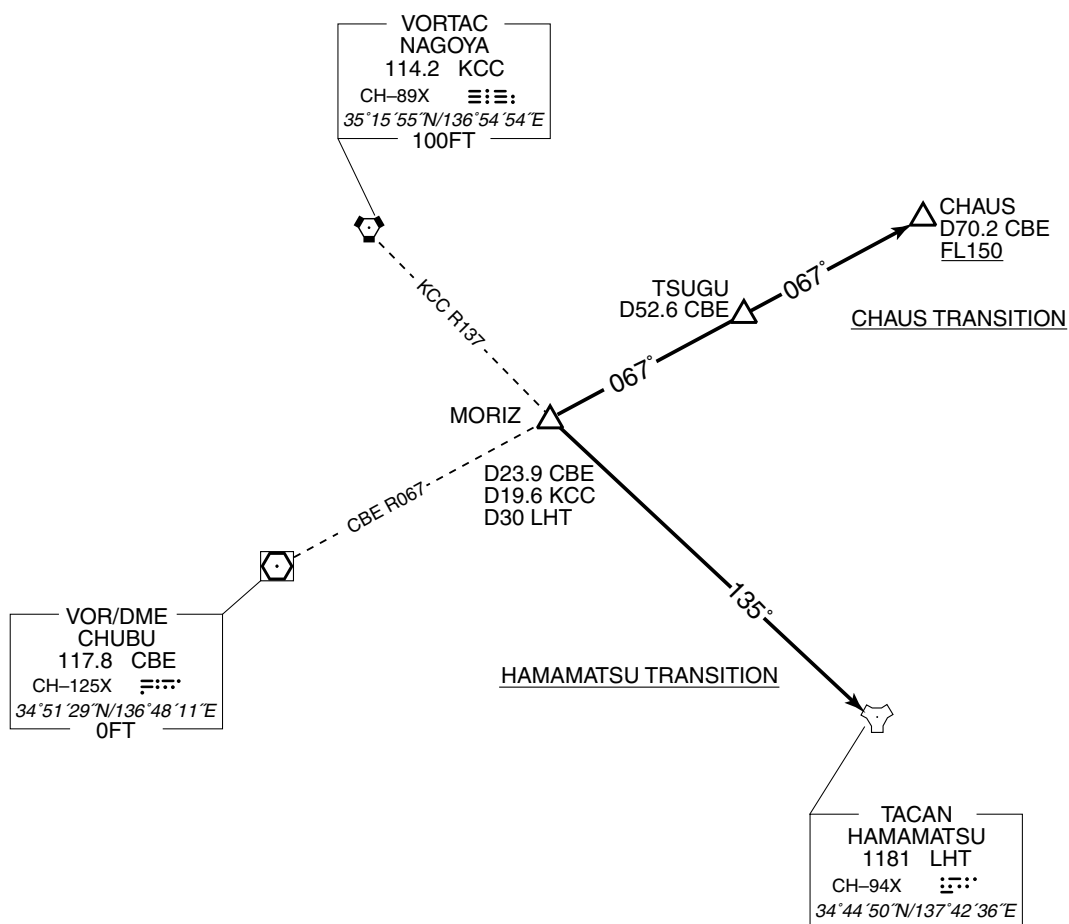 VORTAC
NAGOYA
114.2 KCC
CH–89X
35°15´55˝N/136°54´54˝E
100FT
CHAUS
D70.2 CBE
FL150
067°
TSUGU
D52.6 CBE
CHAUS TRANSITION
KCC R137
067°
MORIZ
D23.9 CBE
D19.6 KCC
D30 LHT
CBE R067
135°
VOR/DME
CHUBU
117.8 CBE
CH–125X
34°51´29˝N/136°48´11˝E
0FT
HAMAMATSU TRANSITION
TACAN
HAMAMATSU
1181 LHT
CH–94X
34°44´50˝N/137°42´36˝E